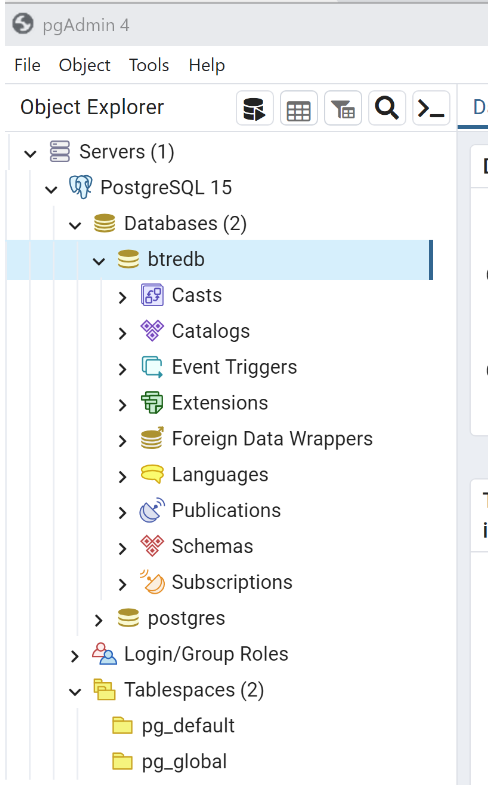 pgAdmin 4
File Object Tools Help
Object Explorer
Servers (1)
PostgreSQL 15
Databases (2)
btredb
Casts
Catalogs
Event Triggers
Extensions
Foreign Data Wrappers
Languages
Publications
Schemas
Subscriptions
postgres
Login/Group Roles
Tablespaces (2)
pg_default
pg_global